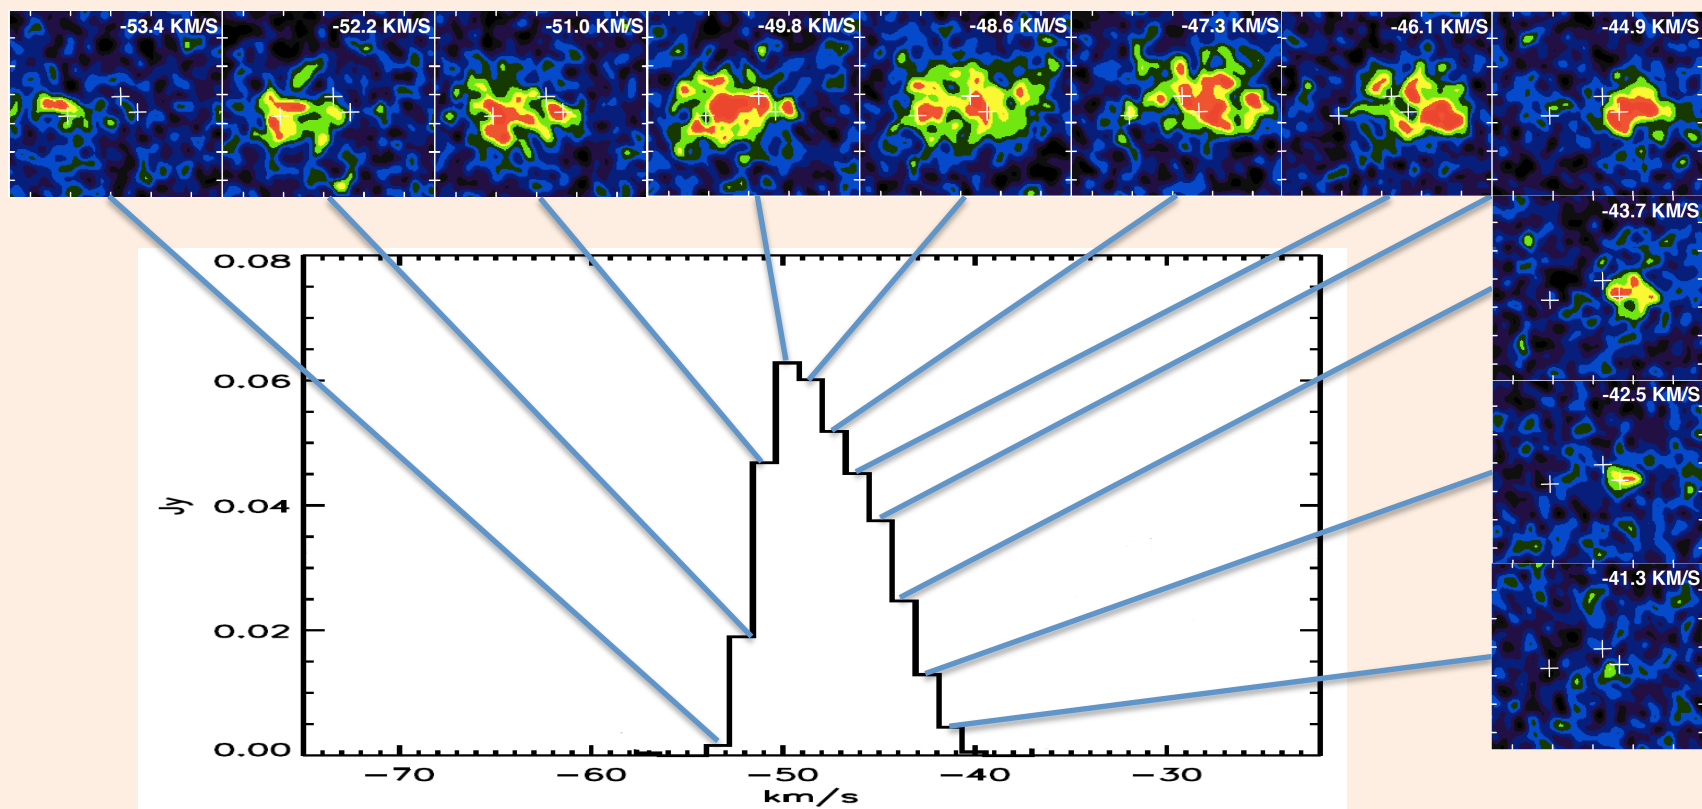 -53.4 KM/S
-52.2 KM/S
-51.0 KM/S
-49.8 KM/S
-48.6 KM/S
-47.3 KM/S
-46.1 KM/S
-44.9 KM/S
-43.7 KM/S
-42.5 KM/S
-41.3 KM/S
0.08
0.06
0.04
0.02
0.00
Jy
−70
−60
−50
−40
−30
km/s